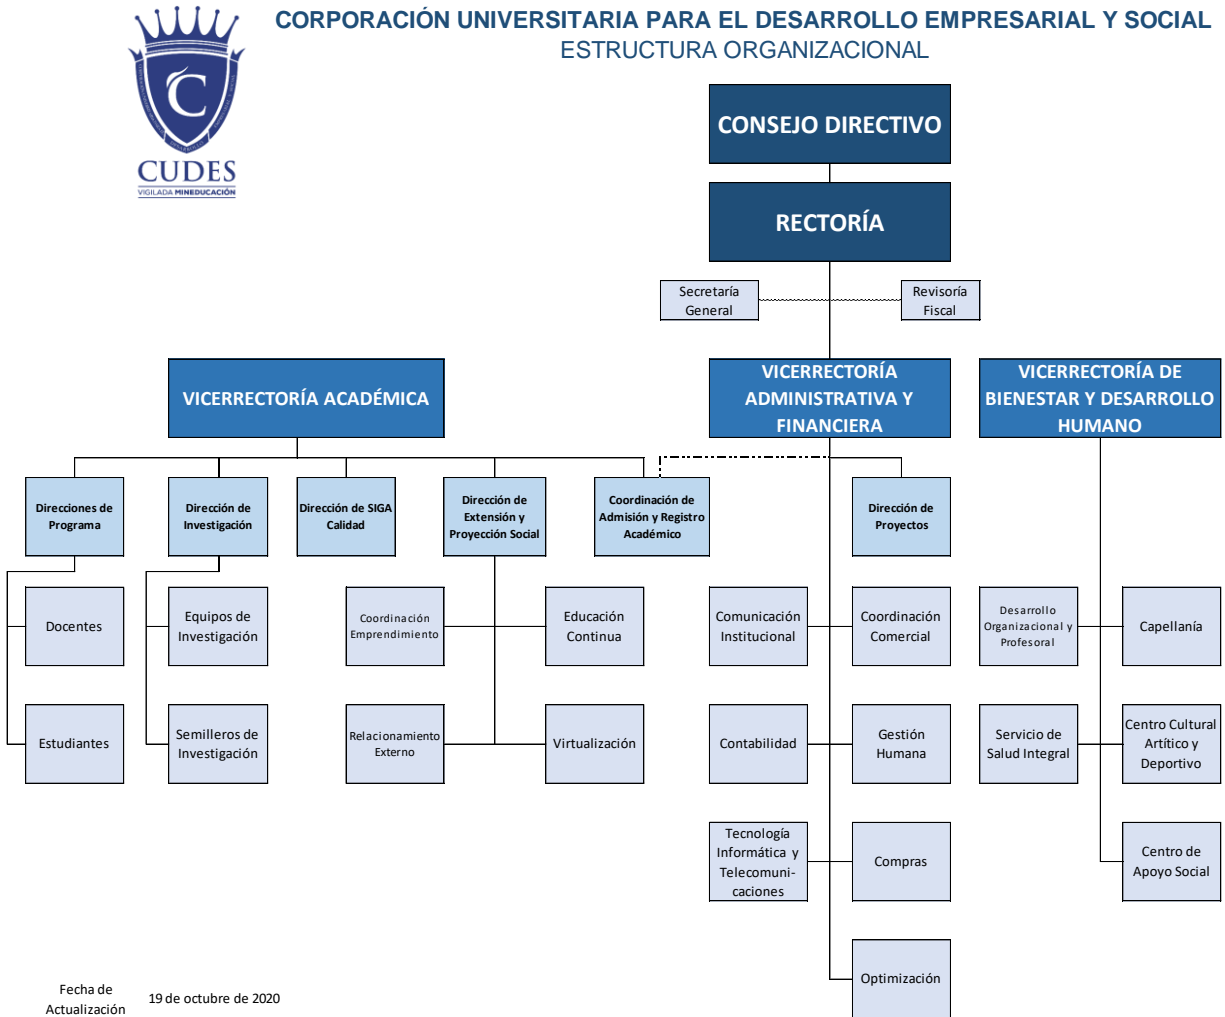 CORPORACIÓN UNIVERSITARIA PARA EL DESARROLLO EMPRESARIAL Y SOCIAL
ESTRUCTURA ORGANIZACIONAL
C
CUDES
VIGILADA MINEDUCACIÓN
CONSEJO DIRECTIVO
RECTORÍA
Secretaría
General
Revisoría
Fiscal
VICERRECTORÍA ACADÉMICA
VICERRECTORÍA
ADMINISTRATIVA Y
FINANCIERA
VICERRECTORÍA DE
BIENESTAR Y DESARROLLO
HUMANO
Direcciones de
Programa
Dirección de
Investigación
Dirección de SIGA
Calidad
Dirección de
Extensión y
Proyección Social
Coordinación de
Admisión y Registro
Académico
Dirección de
Proyectos
Docentes
Equipos de
Investigación
Coordinación
Emprendimiento
Educación
Continua
Comunicación
Institucional
Coordinación
Comercial
Desarrollo
Organizacional y
Profesoral
Capellanía
Estudiantes
Semilleros de
Investigación
Relacionamiento
Externo
Virtualización
Contabilidad
Gestión
Humana
Servicio de
Salud Integral
Centro Cultural
Artítico y
Deportivo
Tecnología
Informática y
Telecomuni-
caciones
Compras
Centro de
Apoyo Social
Optimización
Fecha de
Actualización
19 de octubre de 2020